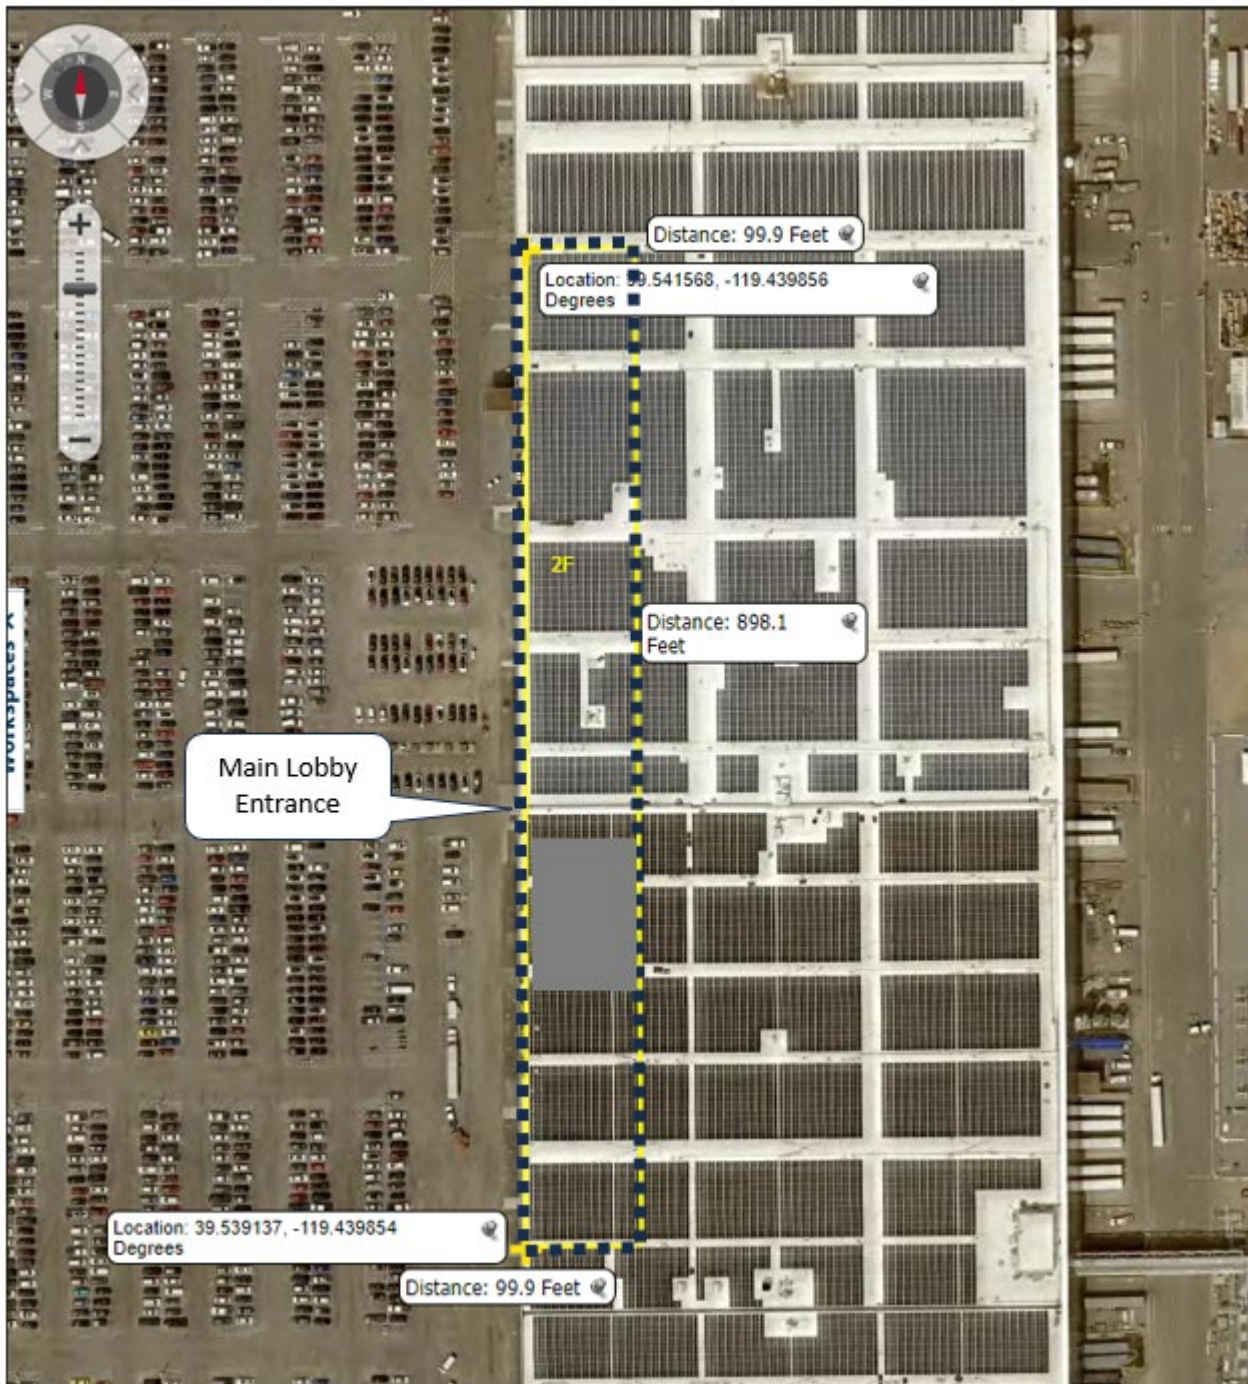 N
W
E
S
+
Distance: 99.9 Feet
Location: 39.541568, -119.439856
Degrees
2F
Distance: 898.1
Feet
Workspaces
Main Lobby
Entrance
Location: 39.539137, -119.439854
Degrees
Distance: 99.9 Feet